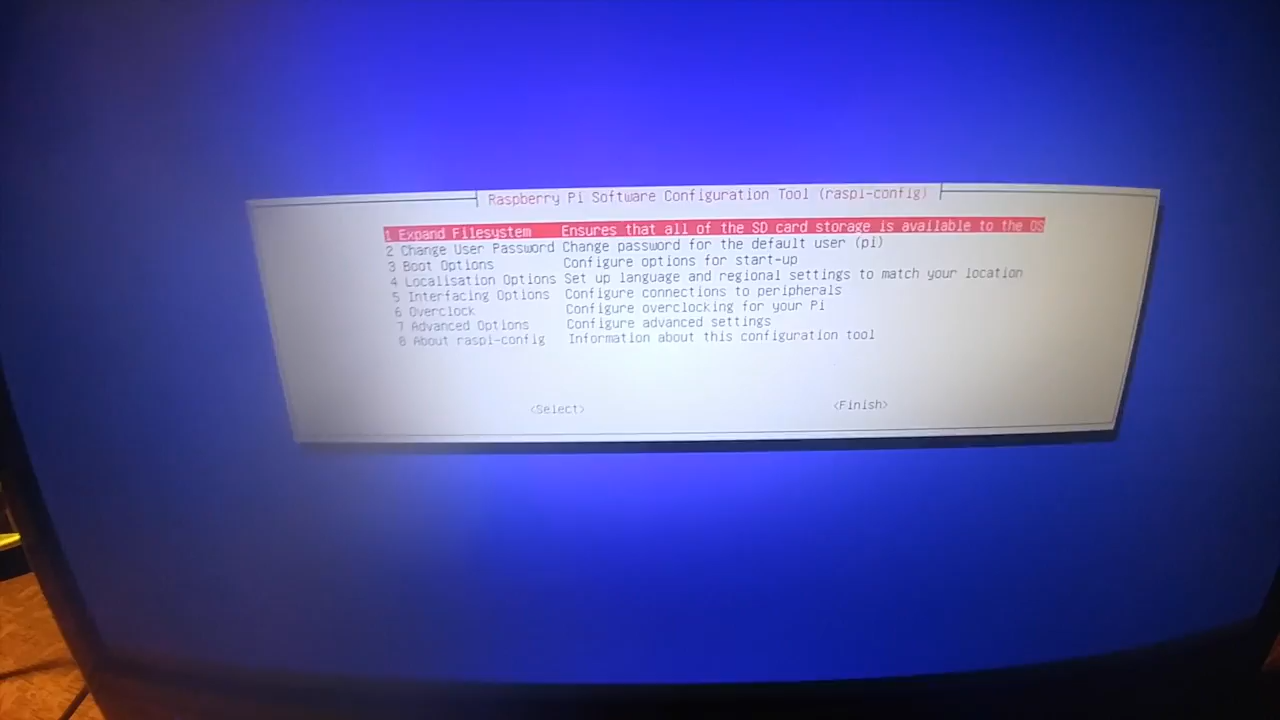 Raspberry Pi Software Configuration Tool (raspi-config)
1 Expand Filesystem Ensures that all of the SD card storage is available to the OS
2 Change User Password Change password for the default user (pi)
3 Boot Options Configure options for start-up
4 Localisation Options Set up language and regional settings to match your location
5 Interfacing Options Configure connections to peripherals
6 Overclock Configure overclocking for your Pi
7 Advanced Options Configure advanced settings
8 About raspi-config Information about this configuration tool
<Select> <Finish>